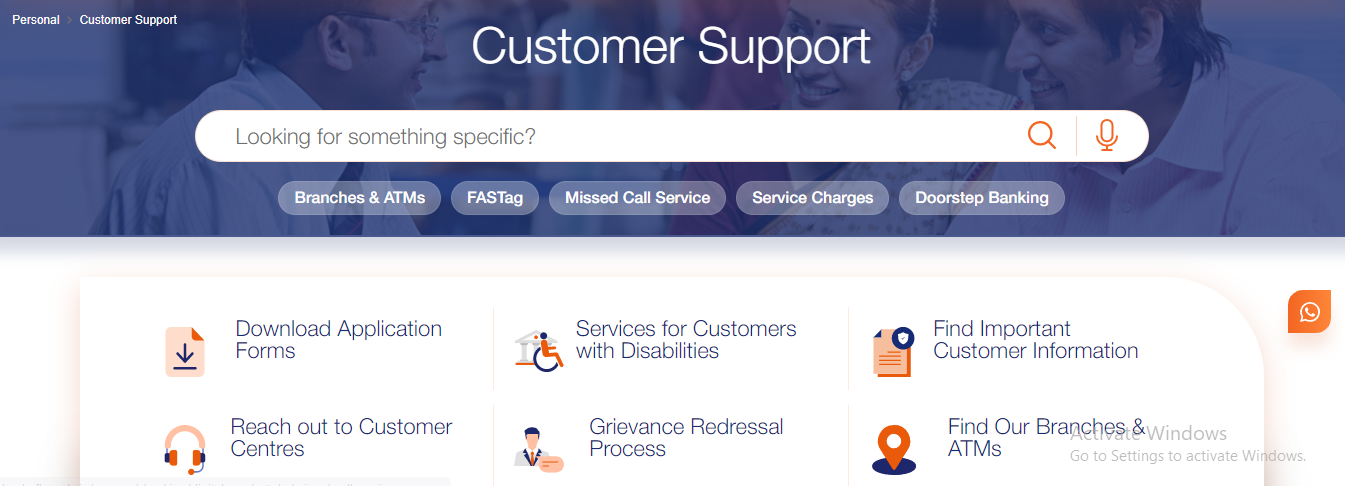 Personal > Customer Support
Customer Support
Looking for something specific?
Branches & ATMs
FASTag
Missed Call Service
Service Charges
Doorstep Banking
Download Application
Forms
Services for Customers
with Disabilities
Find Important
Customer Information
Reach out to Customer
Centres
Grievance Redressal
Process
Find Our Branches &
ATMs
Activate Windows
Go to Settings to activate Windows.